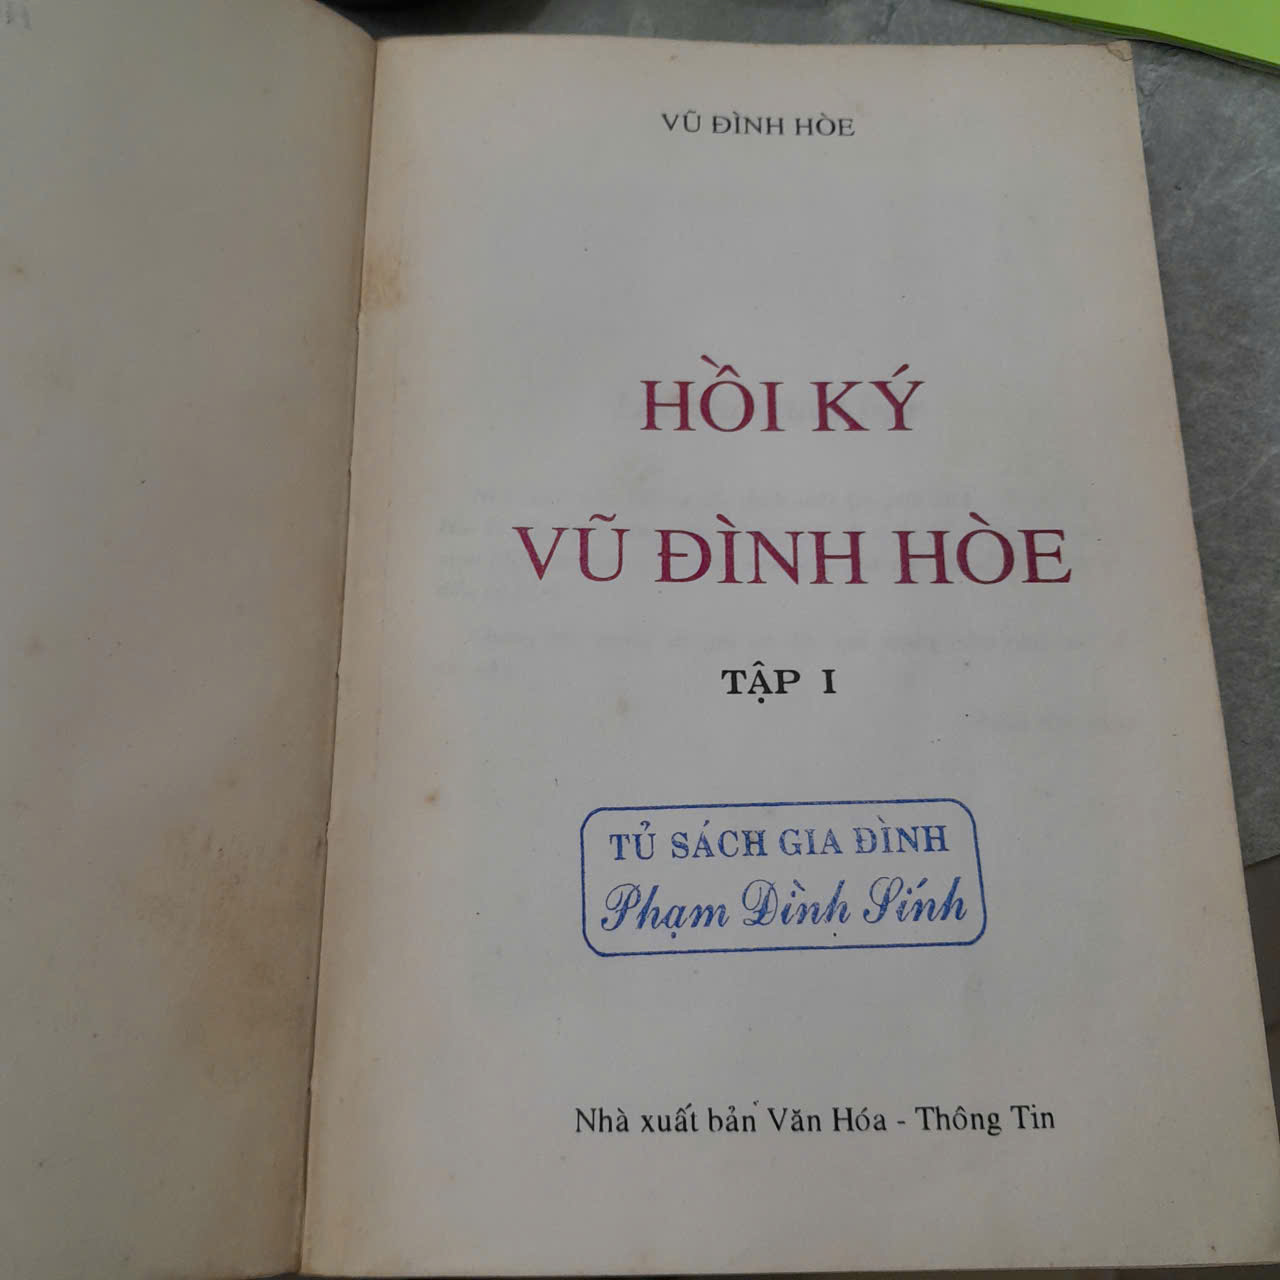 VŨ ĐÌNH HÒE
HỒI KÝ
VŨ ĐÌNH HÒE
TẬP I
TỦ SÁCH GIA ĐÌNH
Phạm Đình Sính
Nhà xuất bản Văn Hóa - Thông Tin